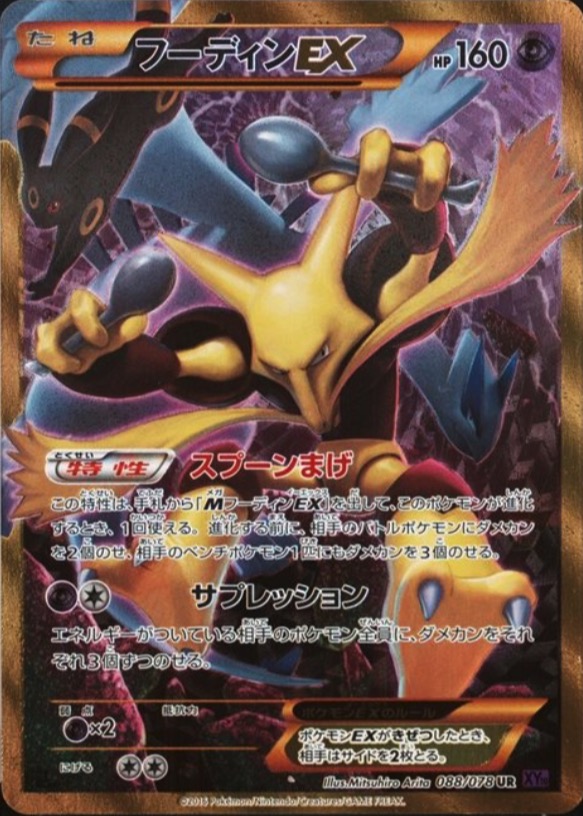 たね
フーディンEX
HP160
とくせい
特性
スプーンまげ
この特性は、手札から「MフーディンEX」を出して、このポケモンが進化
するとき、1回使える。進化する前に、相手のバトルポケモンにダメカン
を2個のせ、相手のベンチポケモン1匹にもダメカンを3個のせる。
サプレッション
エネルギーがついている相手のポケモン全員に、ダメカンをそれ
ぞれ3個ずつのせる。
弱点
抵抗力
×2
にげる
のルール
ポケモンEXがきぜつしたとき、
相手はサイドを2枚とる。
Illus.Mitsuhiro Arita
088/078 UR
XY
Pokémon/Nintendo/Creatures/GAME FREAK.